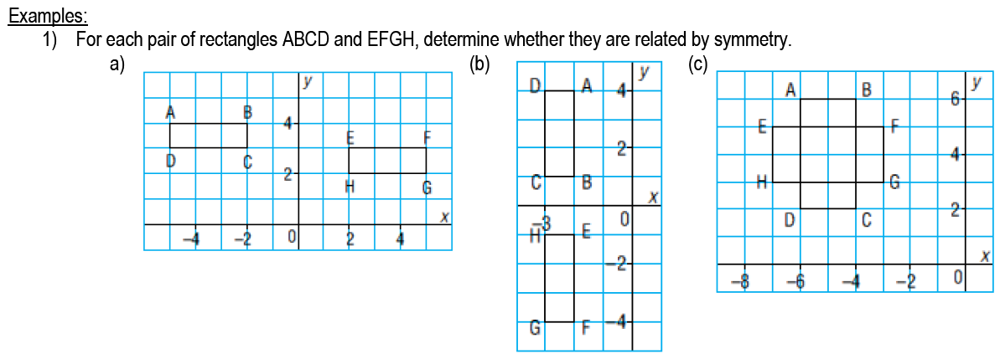 Examples:
1) For each pair of rectangles ABCD and EFGH, determine whether they are related by symmetry.
a) (b) (c)
y
A B 4
E F
D C 2
H G
x
-4 -2 0 2 4
y
D A 4
2
C B
x
-3 0
H E
-2
G F -4
y
A B 6
E F
4
H G
2
D C
x
-8 -6 -4 -2 0